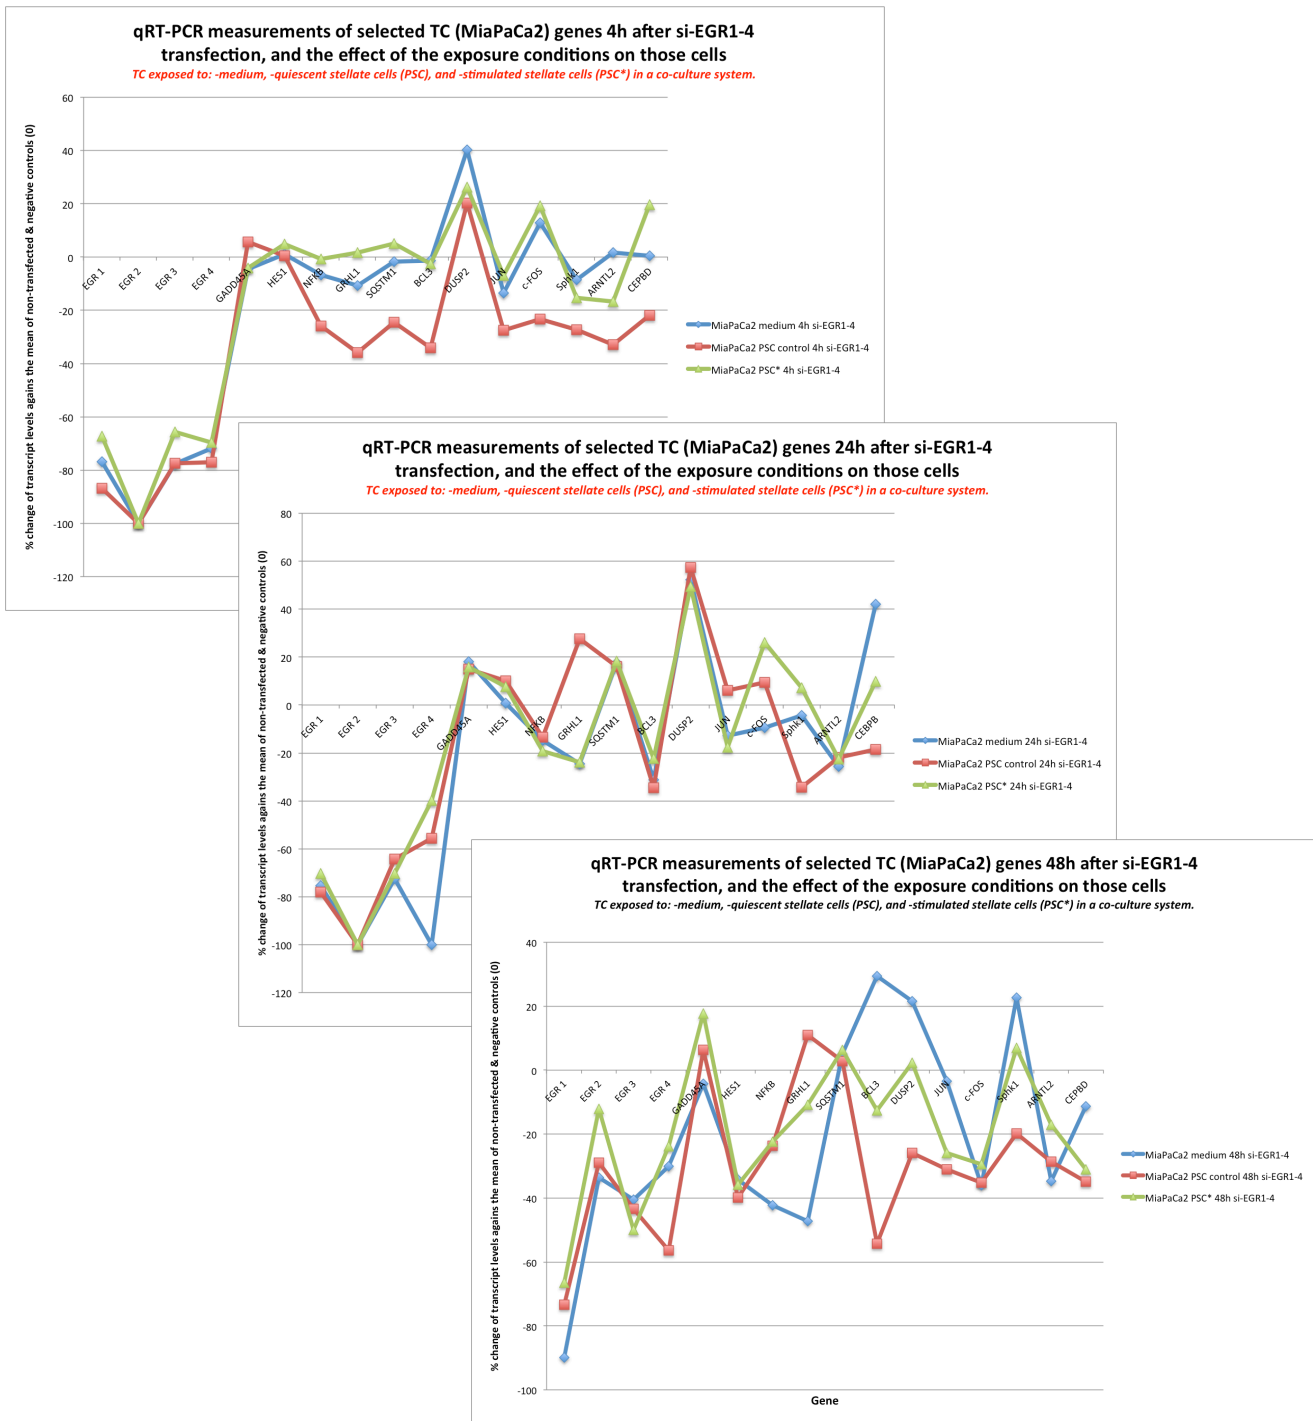 qRT-PCR measurements of selected TC (MiaPaCa2) genes 4h after si-EGR1-4
transfection, and the effect of the exposure conditions on those cells
TC exposed to: -medium, -quiescent stellate cells (PSC), and -stimulated stellate cells (PSC*) in a co-culture system.
% change of transcript levels agains the mean of non-transfected & negative controls (0)
60
40
20
0
-20
-40
-60
-80
-100
-120
EGR 1
EGR 2
EGR 3
EGR 4
GADD45A
HES1
NFKB
GRHL1
SQSTM1
BCL3
DUSP2
JUN
c-FOS
Sphk1
ARNTL2
CEPBD
MiaPaCa2 medium 4h si-EGR1-4
MiaPaCa2 PSC control 4h si-EGR1-4
MiaPaCa2 PSC* 4h si-EGR1-4
qRT-PCR measurements of selected TC (MiaPaCa2) genes 24h after si-EGR1-4
transfection, and the effect of the exposure conditions on those cells
TC exposed to: -medium, -quiescent stellate cells (PSC), and -stimulated stellate cells (PSC*) in a co-culture system.
% change of transcript levels agains the mean of non-transfected & negative controls (0)
80
60
40
20
0
-20
-40
-60
-80
-100
-120
EGR 1
EGR 2
EGR 3
EGR 4
GADD45A
HES1
NFKB
GRHL1
SQSTM1
BCL3
DUSP2
JUN
c-FOS
Sphk1
ARNTL2
CEBPB
MiaPaCa2 medium 24h si-EGR1-4
MiaPaCa2 PSC control 24h si-EGR1-4
MiaPaCa2 PSC* 24h si-EGR1-4
qRT-PCR measurements of selected TC (MiaPaCa2) genes 48h after si-EGR1-4
transfection, and the effect of the exposure conditions on those cells
TC exposed to: -medium, -quiescent stellate cells (PSC), and -stimulated stellate cells (PSC*) in a co-culture system.
% change of transcript levels agains the mean of non-transfected & negative controls (0)
40
20
0
-20
-40
-60
-80
-100
EGR 1
EGR 2
EGR 3
EGR 4
GADD45A
HES1
NFKB
GRHL1
SQSTM1
BCL3
DUSP2
JUN
c-FOS
Sphk1
ARNTL2
CEPBD
MiaPaCa2 medium 48h si-EGR1-4
MiaPaCa2 PSC control 48h si-EGR1-4
MiaPaCa2 PSC* 48h si-EGR1-4
Gene